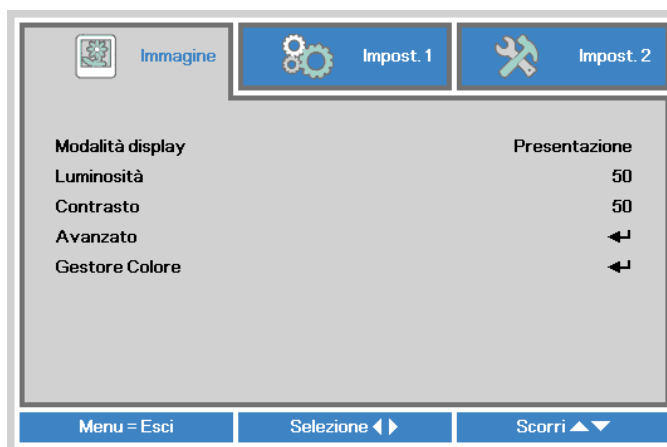 Immagine Impost. 1 Impost. 2
Modalità display Presentazione
Luminosità 50
Contrasto 50
Avanzato
Gestore Colore
Menu = Esci Selezione Scorri